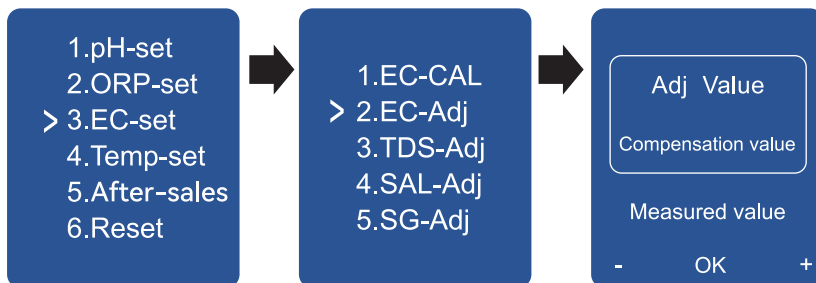 1.pH-set
2.ORP-set
> 3.EC-set
4.Temp-set
5.After-sales
6.Reset
1.EC-CAL
> 2.EC-Adj
3.TDS-Adj
4.SAL-Adj
5.SG-Adj
Adj Value
Compensation value
Measured value
- OK +